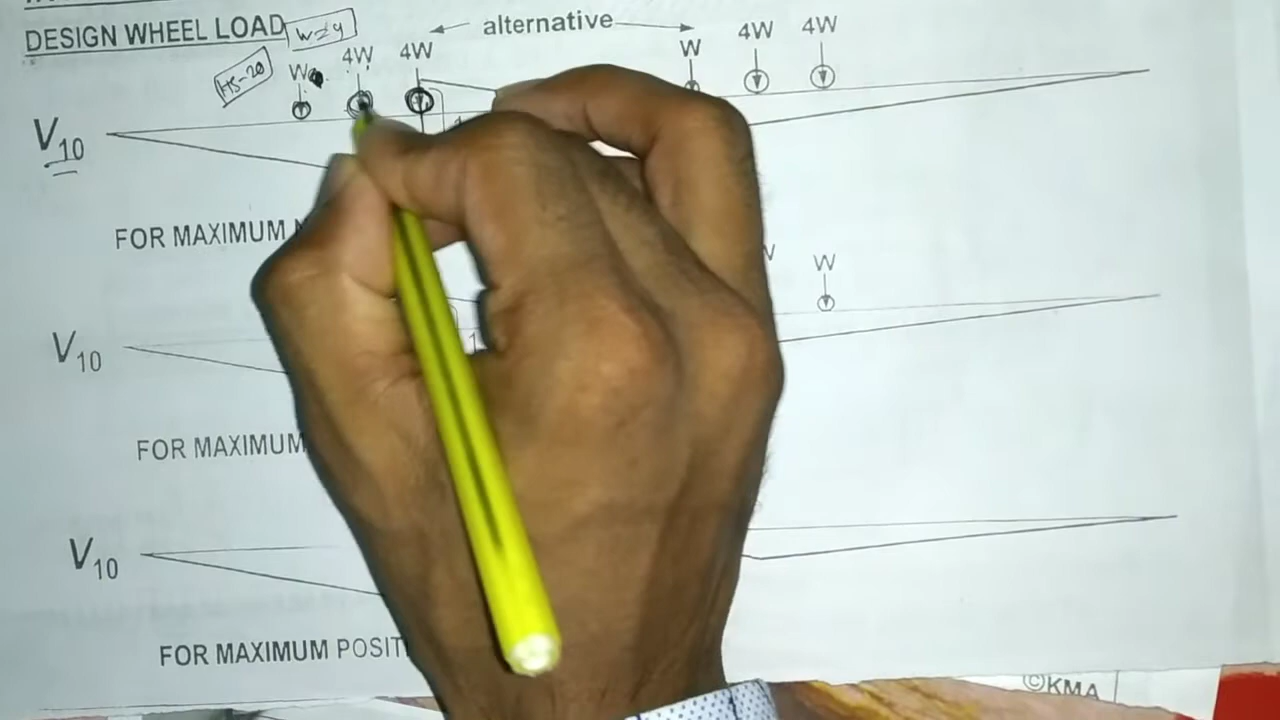 DESIGN WHEEL LOAD
HS-20
W 4W 4W
alternative
W 4W 4W
V10
FOR MAXIMUM
W
V10
FOR MAXIMUM
V10
FOR MAXIMUM POSIT
©KMA